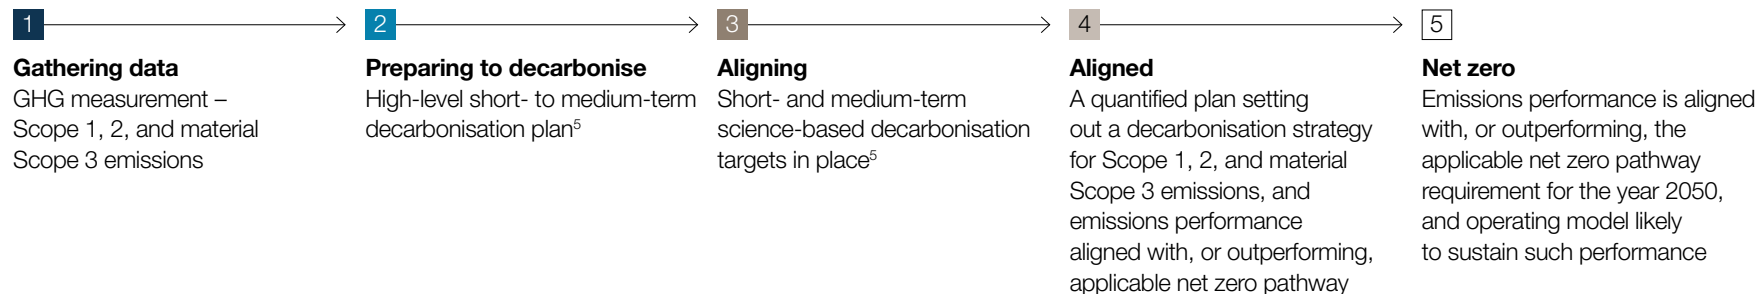 1
Gathering data
GHG measurement –
Scope 1, 2, and material
Scope 3 emissions
2
Preparing to decarbonise
High-level short- to medium-term
decarbonisation plan⁵
3
Aligning
Short- and medium-term
science-based decarbonisation
targets in place⁵
4
Aligned
A quantified plan setting
out a decarbonisation strategy
for Scope 1, 2, and material
Scope 3 emissions, and
emissions performance
aligned with, or outperforming,
applicable net zero pathway
5
Net zero
Emissions performance is aligned
with, or outperforming, the
applicable net zero pathway
requirement for the year 2050,
and operating model likely
to sustain such performance